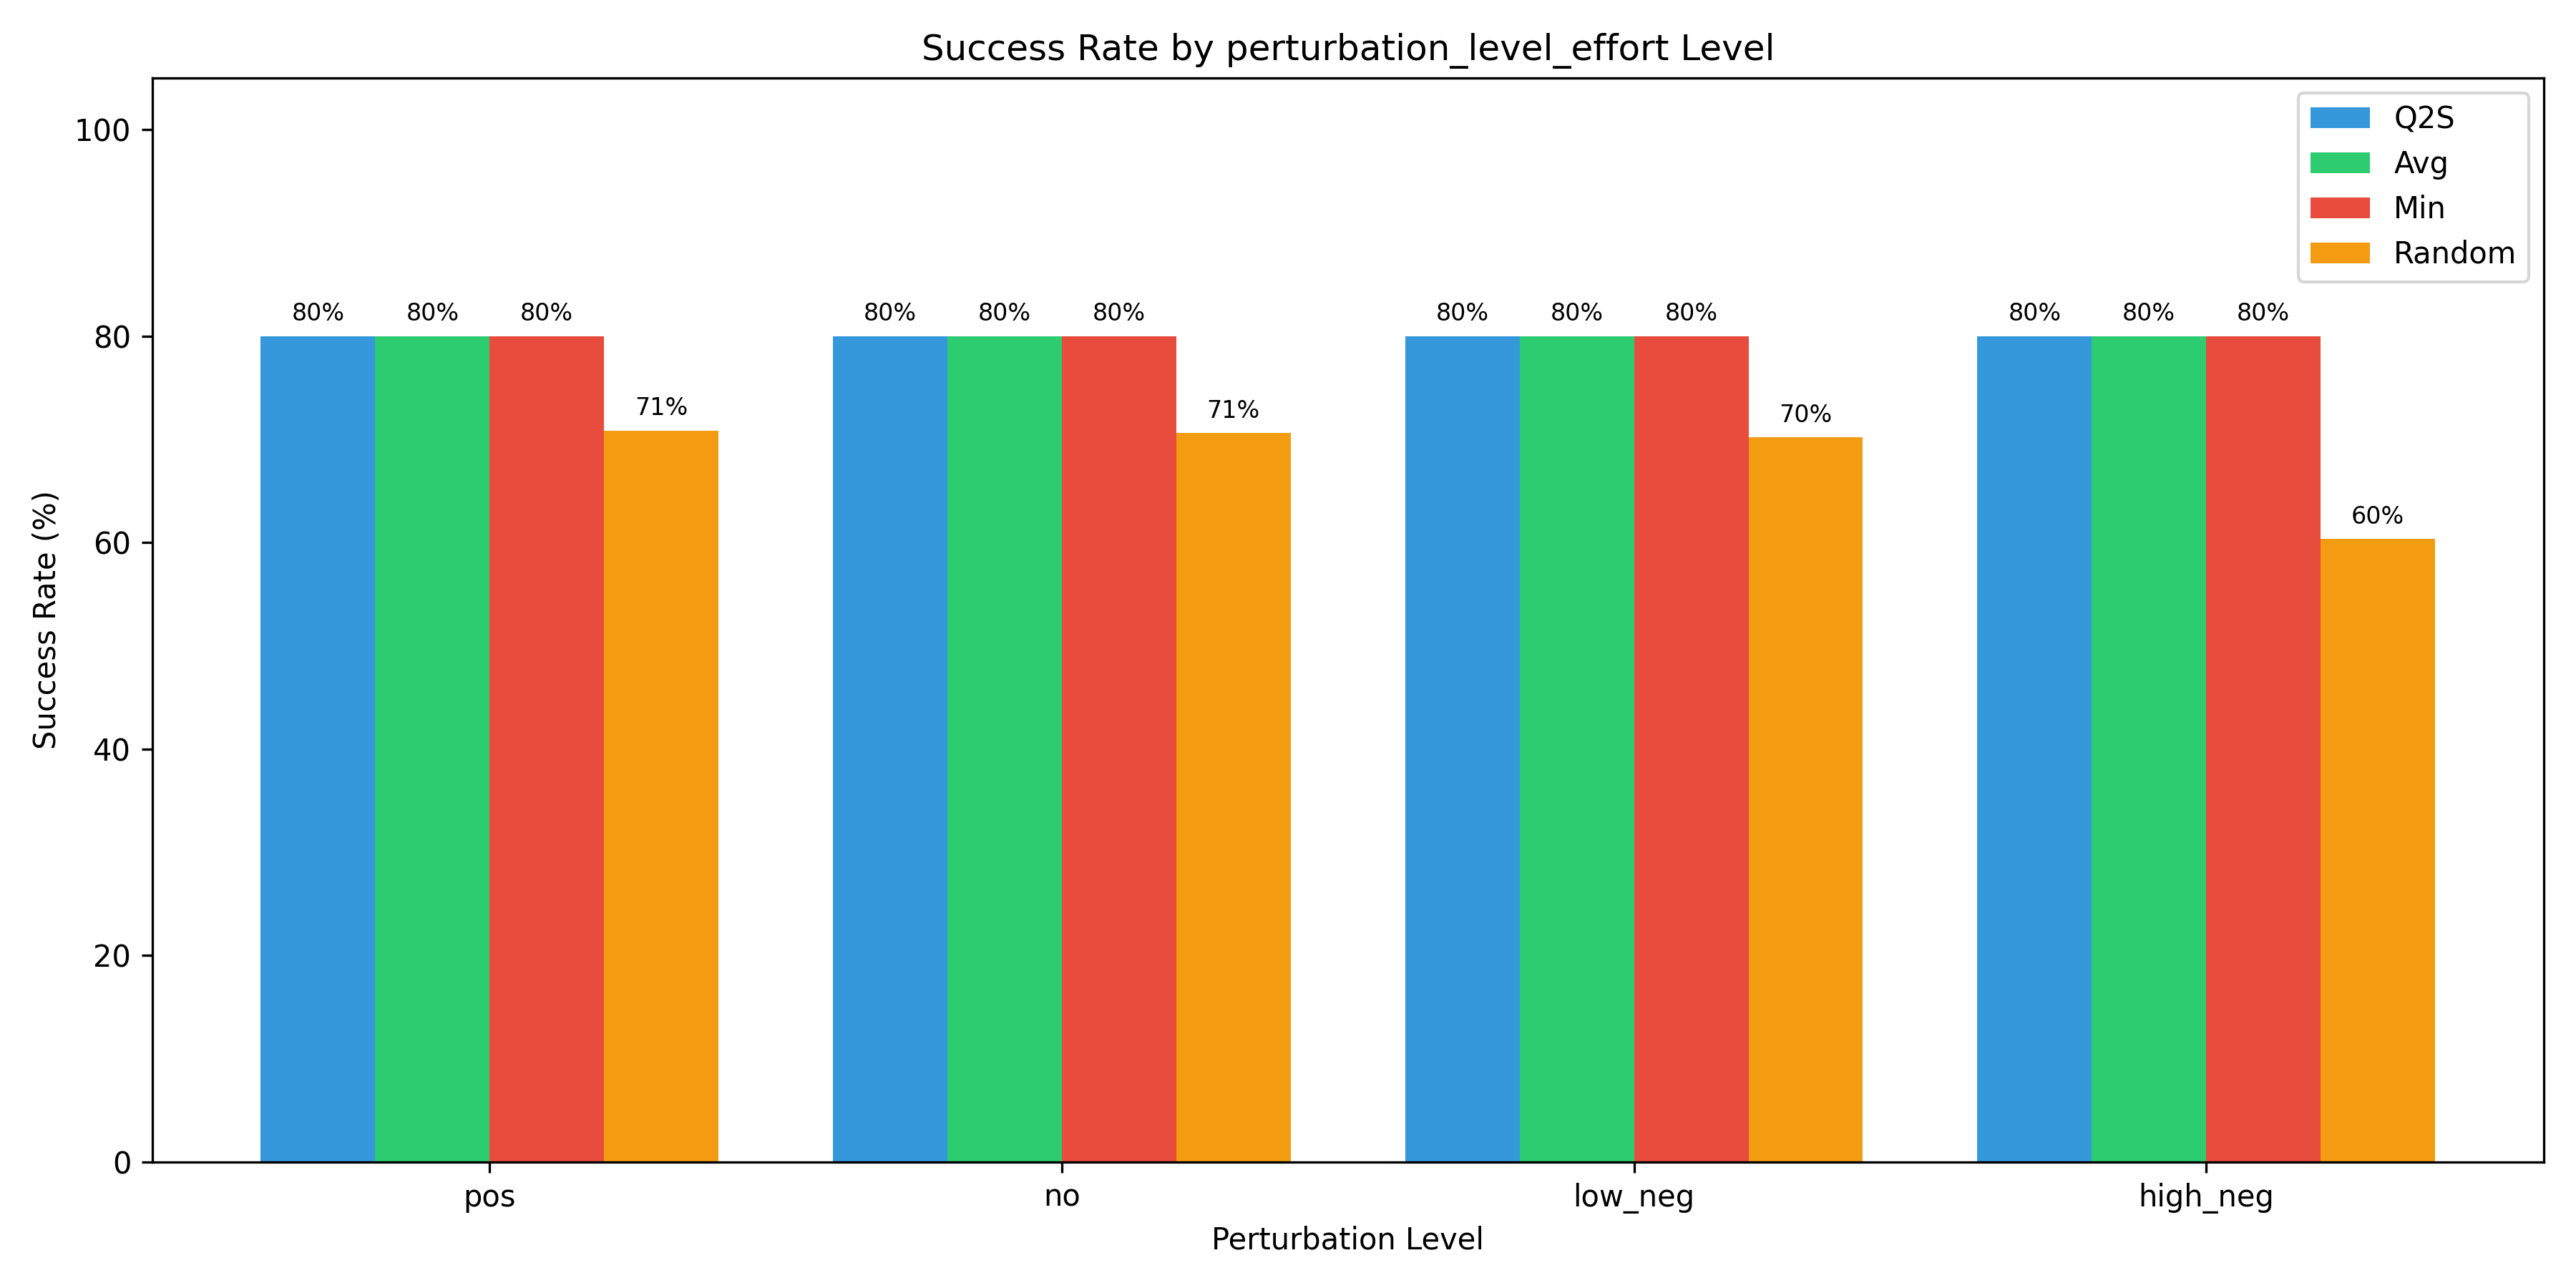 Success Rate by perturbation_level_effort Level
Success Rate (%)
100
80
60
40
20
0
Q2S
Avg
Min
Random
80% 80% 80% 71%
80% 80% 80% 71%
80% 80% 80% 70%
80% 80% 80% 60%
pos no low_neg high_neg
Perturbation Level